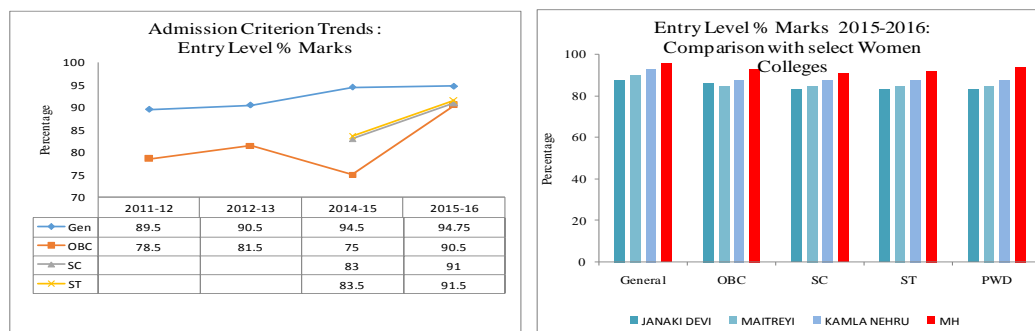 Admission Criterion Trends :
Entry Level % Marks
Percentage
100
95
90
85
80
75
70
2011-12 2012-13 2014-15 2015-16
Gen 89.5 90.5 94.5 94.75
OBC 78.5 81.5 75 90.5
SC 83 91
ST 83.5 91.5
Entry Level % Marks 2015-2016:
Comparison with select Women
Colleges
Percentage
100
80
60
40
20
0
General OBC SC ST PWD
JANAKI DEVI MAITREYI KAMLA NEHRU MH